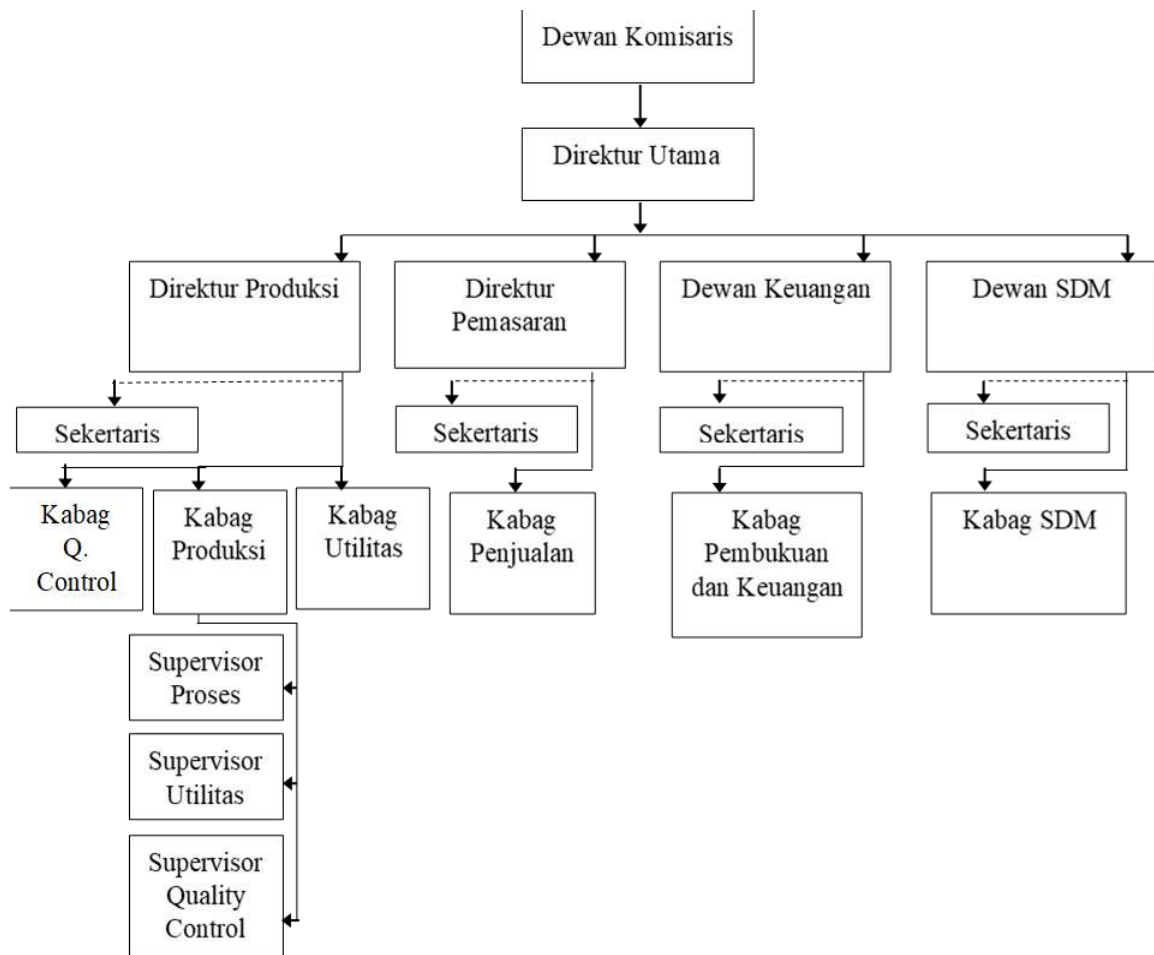 Dewan Komisaris
Direktur Utama
Direktur Produksi
Direktur
Pemasaran
Dewan Keuangan
Dewan SDM
Sekertaris
Sekertaris
Sekertaris
Sekertaris
Kabag
Q.
Control
Kabag
Produksi
Kabag
Utilitas
Kabag
Penjualan
Kabag
Pembukuan
dan Keuangan
Kabag SDM
Supervisor
Proses
Supervisor
Utilitas
Supervisor
Quality
Control